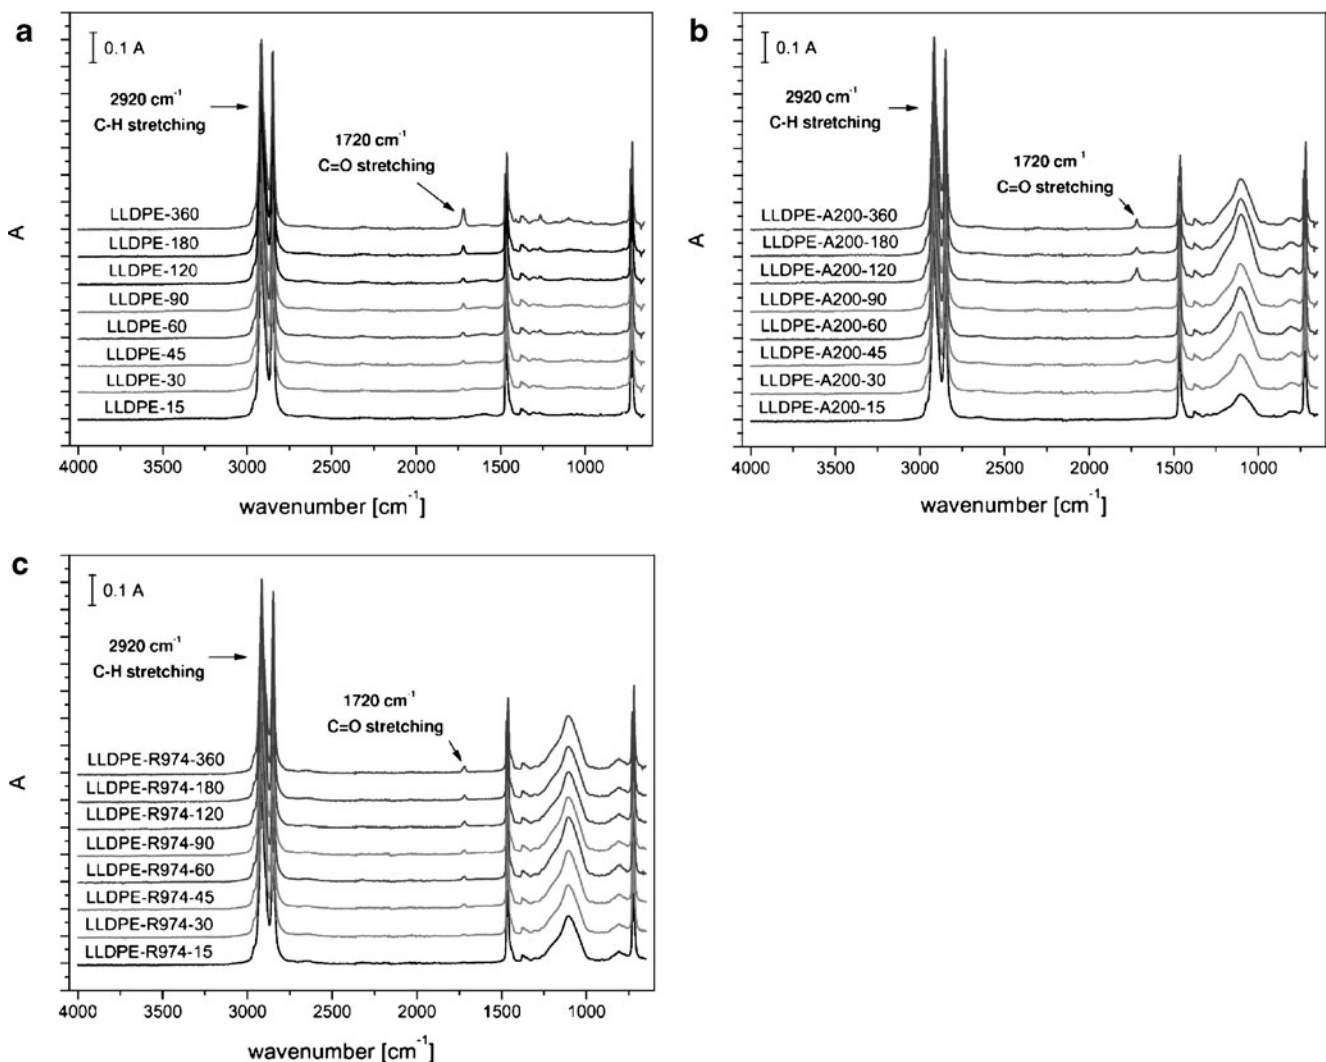 a
0.1 A
2920 cm⁻¹
C-H stretching
1720 cm⁻¹
C=O stretching
LLDPE-360
LLDPE-180
LLDPE-120
LLDPE-90
LLDPE-60
LLDPE-45
LLDPE-30
LLDPE-15
A
4000 3500 3000 2500 2000 1500 1000
wavenumber [cm⁻¹]
b
0.1 A
2920 cm⁻¹
C-H stretching
1720 cm⁻¹
C=O stretching
LLDPE-A200-360
LLDPE-A200-180
LLDPE-A200-120
LLDPE-A200-90
LLDPE-A200-60
LLDPE-A200-45
LLDPE-A200-30
LLDPE-A200-15
A
4000 3500 3000 2500 2000 1500 1000
wavenumber [cm⁻¹]
c
0.1 A
2920 cm⁻¹
C-H stretching
1720 cm⁻¹
C=O stretching
LLDPE-R974-360
LLDPE-R974-180
LLDPE-R974-120
LLDPE-R974-90
LLDPE-R974-60
LLDPE-R974-45
LLDPE-R974-30
LLDPE-R974-15
A
4000 3500 3000 2500 2000 1500 1000
wavenumber [cm⁻¹]